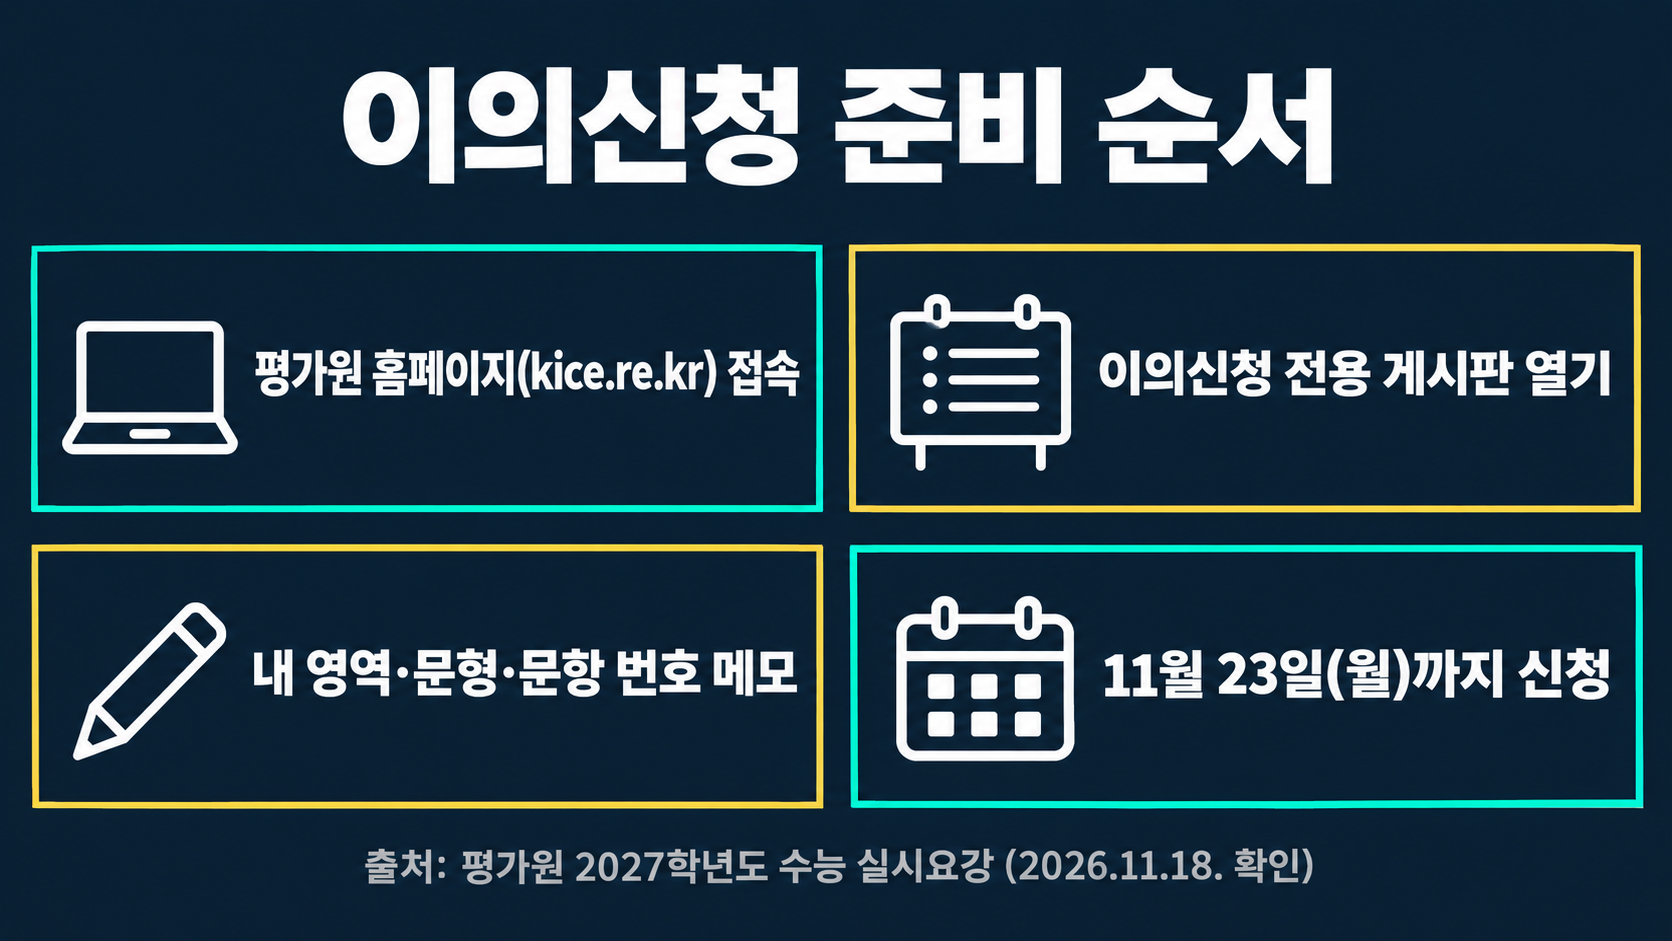 이의신청 준비 순서
평가원 홈페이지(kice.re.kr) 접속
이의신청 전용 게시판 열기
내 영역·문형·문항 번호 메모
11월 23일(월)까지 신청
출처: 평가원 2027학년도 수능 실시요강 (2026.11.18. 확인)